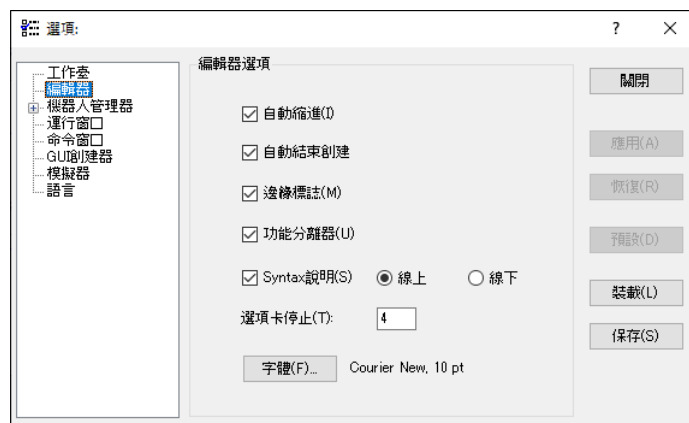 選項:
工作臺
編輯器
機器人管理器
運行窗口
命令窗口
GUI創建器
模擬器
語言
編輯器選項
自動缩進(I)
自動結束創建
邊緣標誌(M)
功能分離器(U)
Syntax說明(S) 線上 線下
選項卡停止(T): 4
字體(F)... Courier New, 10 pt
關閉
應用(A)
恢復(R)
預設(D)
裝載(L)
保存(S)